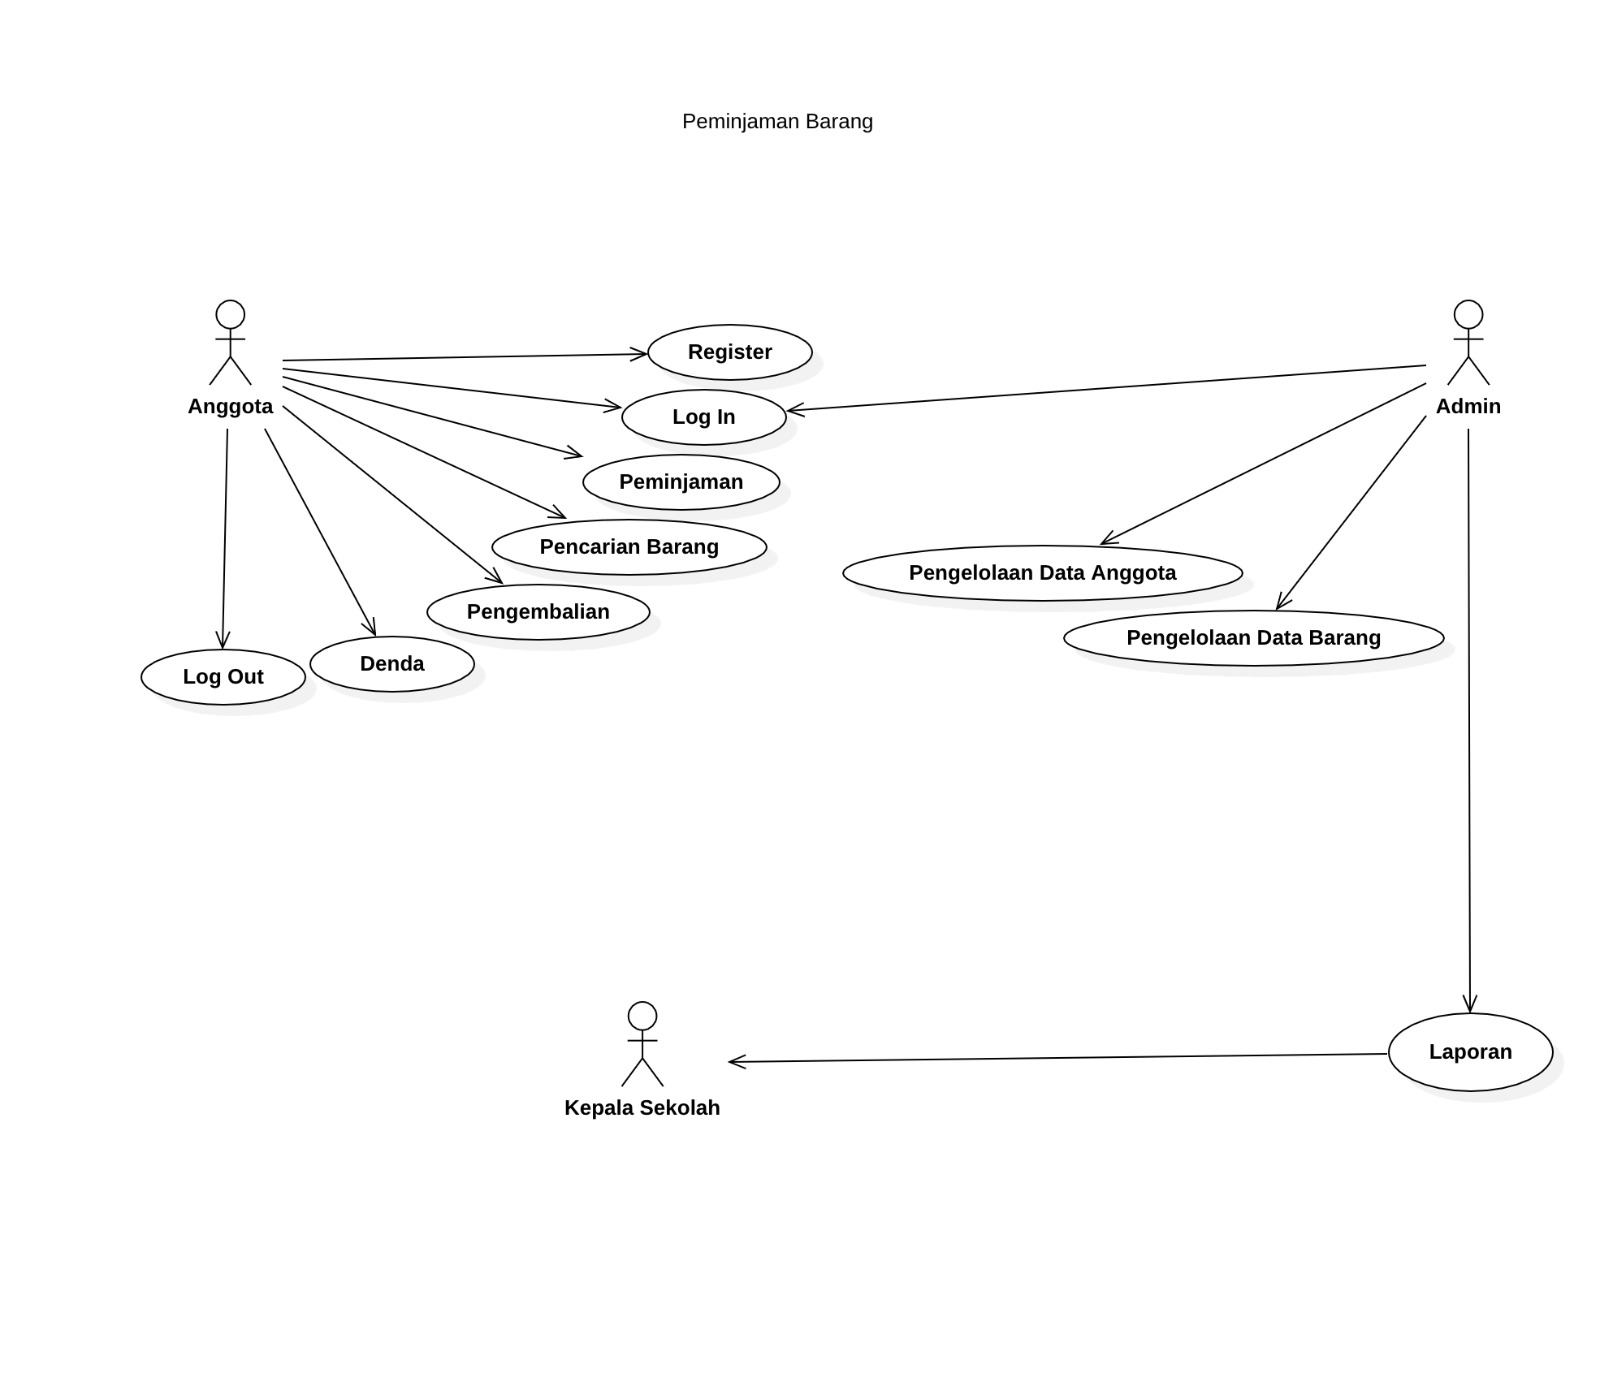 Peminjaman Barang
Anggota
Admin
Register
Log In
Peminjaman
Pencarian Barang
Pengembalian
Denda
Log Out
Pengelolaan Data Anggota
Pengelolaan Data Barang
Laporan
Kepala Sekolah